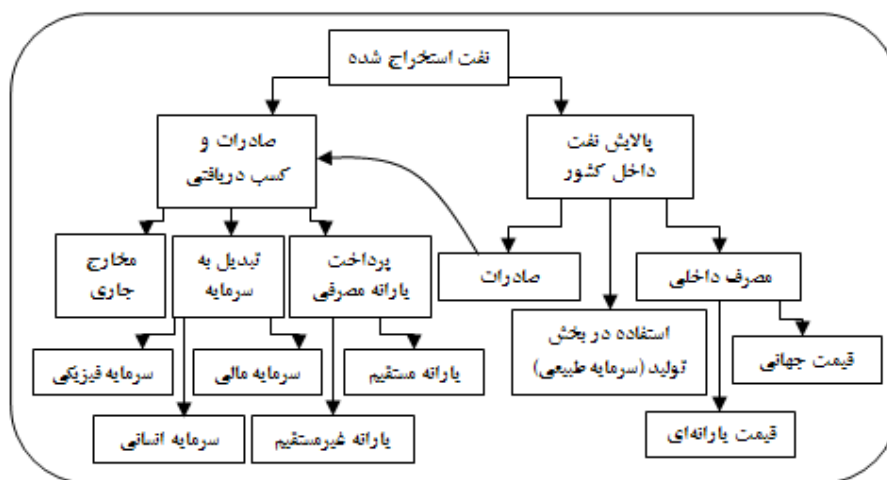 نفت استخراج شده
پالایش نفت
داخل کشور
صادرات و
کسب دریافتی
مصرف داخلی
صادرات
پرداخت
یارانه مصرفی
تبدیل به
سرمایه
مخارج
جاری
قیمت جهانی
استفاده در بخش
تولید (سرمایه طبیعی)
یارانه مستقیم
سرمایه مالی
سرمایه فیزیکی
قیمت یارانه‌ای
یارانه غیرمستقیم
سرمایه انسانی